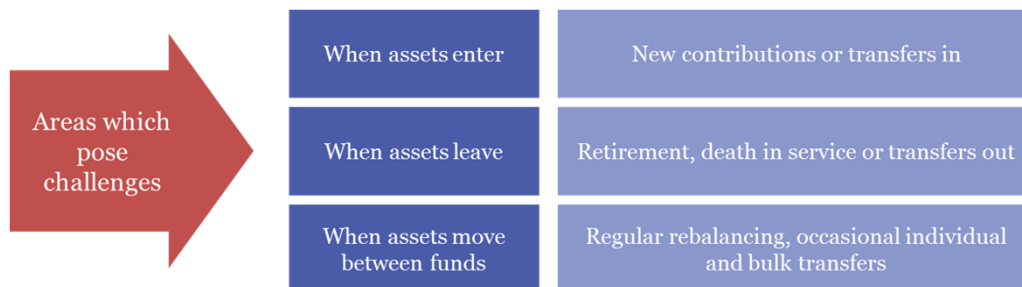 Areas which
pose
challenges
When assets enter
New contributions or transfers in
When assets leave
Retirement, death in service or transfers out
When assets move
between funds
Regular rebalancing, occasional individual
and bulk transfers